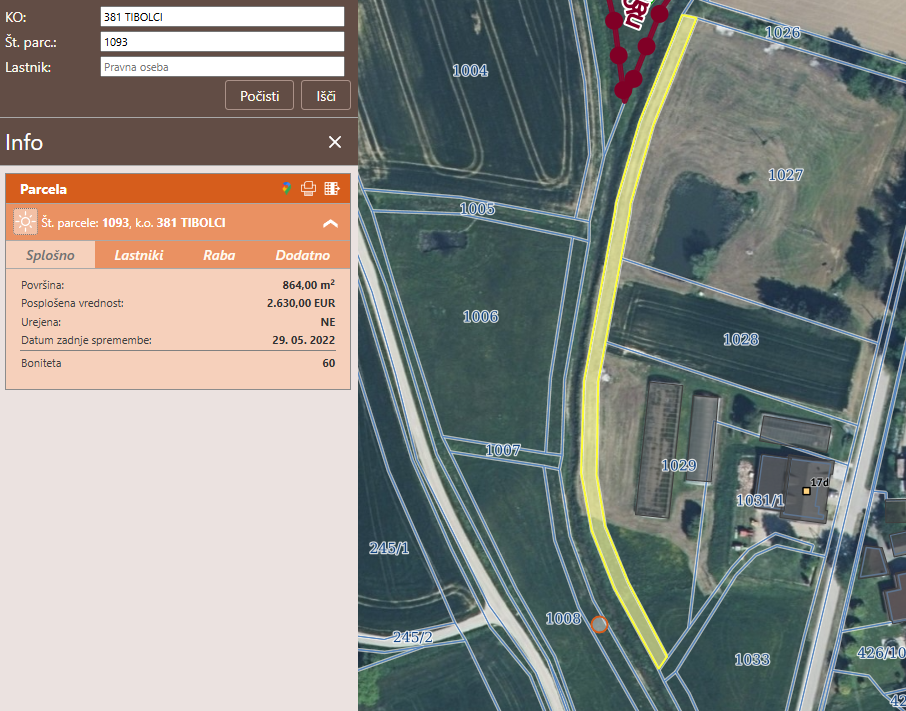 KO:
381 TIBOLCI
Št. parc.:
1093
Lastnik:
Pravna oseba
Počisti
Išči
Info
Parcela
Št. parcele: 1093, k.o. 381 TIBOLCI
Splošno
Lastniki
Raba
Dodatno
Površina:
864,00 m²
Posplošena vrednost:
2.630,00 EUR
Urejena:
NE
Datum zadnje spremembe:
29. 05. 2022
Boniteta
60
1026
1004
1027
1005
1006
1028
1007
1029
17d
1031/1
245/1
1008
245/2
1033